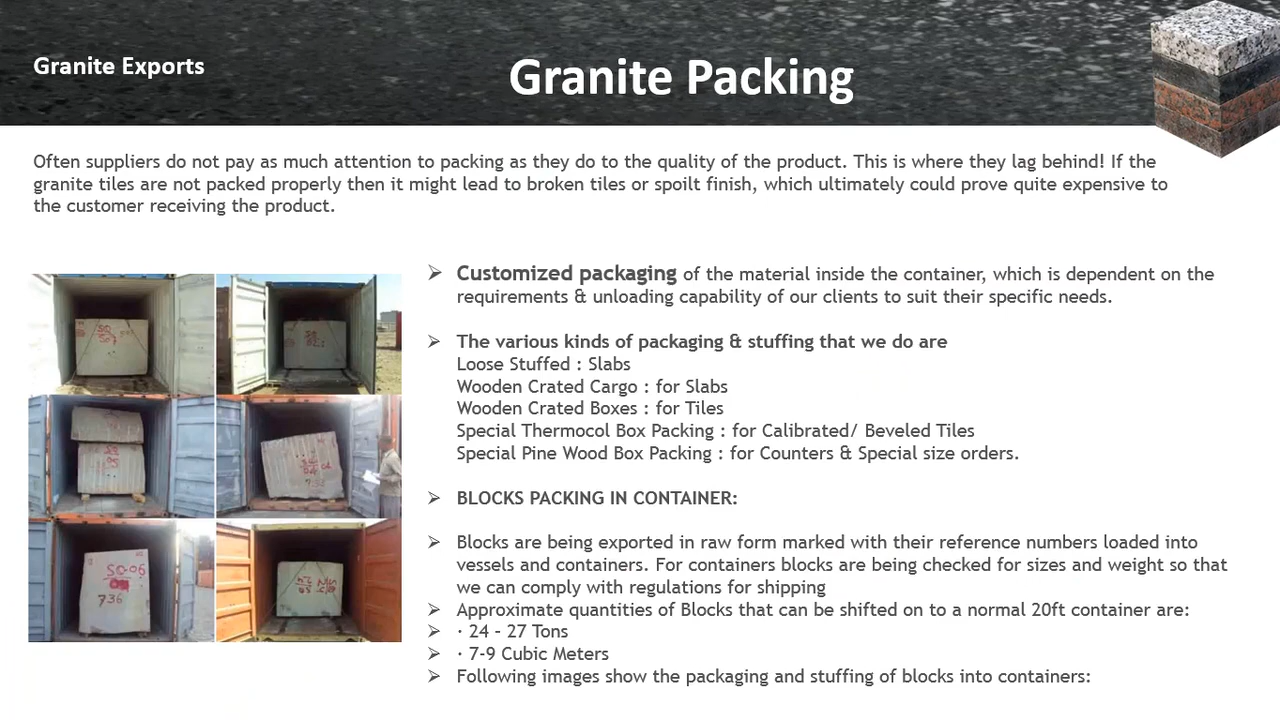 Granite Exports
Granite Packing
Often suppliers do not pay as much attention to packing as they do to the quality of the product. This is where they lag behind! If the
granite tiles are not packed properly then it might lead to broken tiles or spoilt finish, which ultimately could prove quite expensive to
the customer receiving the product.
➢ Customized packaging of the material inside the container, which is dependent on the
requirements & unloading capability of our clients to suit their specific needs.
➢ The various kinds of packaging & stuffing that we do are
Loose Stuffed : Slabs
Wooden Crated Cargo : for Slabs
Wooden Crated Boxes : for Tiles
Special Thermocol Box Packing : for Calibrated/ Beveled Tiles
Special Pine Wood Box Packing : for Counters & Special size orders.
➢ BLOCKS PACKING IN CONTAINER:
➢ Blocks are being exported in raw form marked with their reference numbers loaded into
vessels and containers. For containers blocks are being checked for sizes and weight so that
we can comply with regulations for shipping
➢ Approximate quantities of Blocks that can be shifted on to a normal 20ft container are:
➢ · 24 – 27 Tons
➢ · 7-9 Cubic Meters
➢ Following images show the packaging and stuffing of blocks into containers:
736